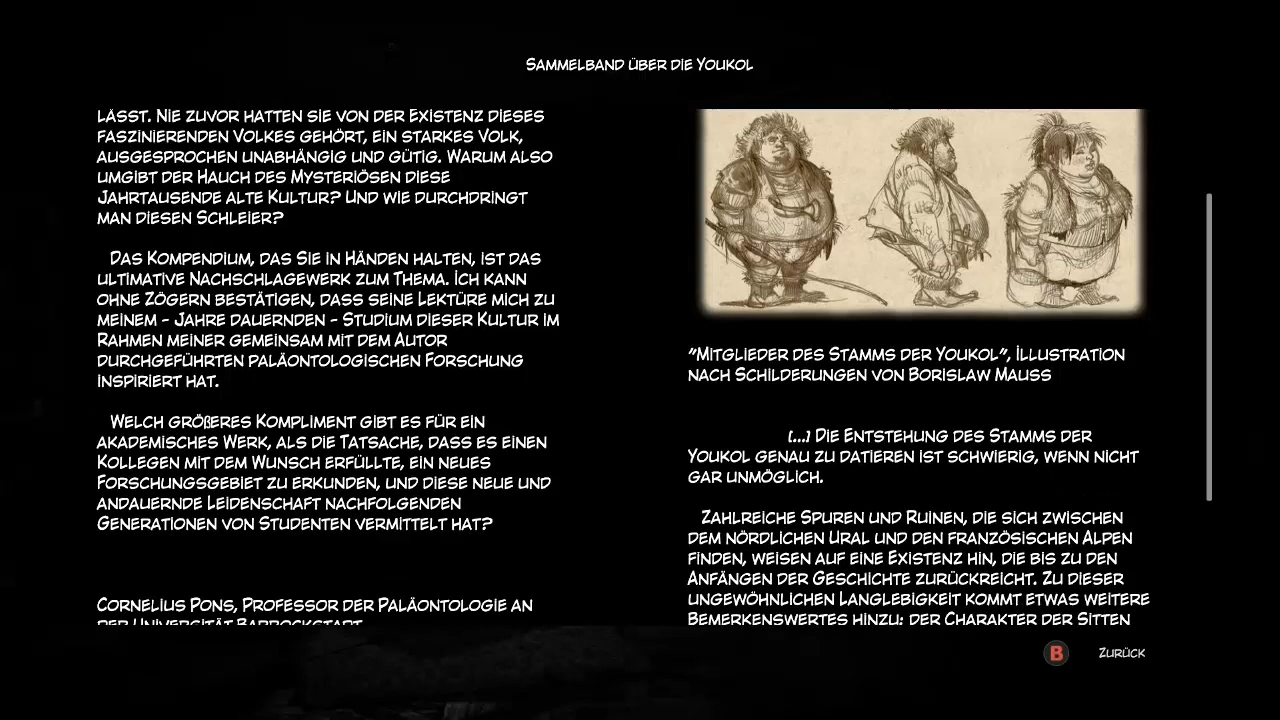 Sammelband über die Youkol
lässt. Nie zuvor hatten sie von der Existenz dieses
faszinierenden Volkes gehört, ein starkes Volk,
ausgesprochen unabhängig und gütig. Warum also
umgibt der Hauch des Mysteriösen diese
Jahrtausende alte Kultur? Und wie durchdringt
man diesen Schleier?
Das Kompendium, das Sie in Händen halten, ist das
ultimative Nachschlagewerk zum Thema. Ich kann
ohne Zögern bestätigen, dass seine Lektüre mich zu
meinem - Jahre dauernden - Studium dieser Kultur im
Rahmen meiner gemeinsam mit dem Autor
durchgeführten paläontologischen Forschung
inspiriert hat.
Welch größeres Kompliment gibt es für ein
akademisches Werk, als die Tatsache, dass es einen
Kollegen mit dem Wunsch erfüllte, ein neues
Forschungsgebiet zu erkunden, und diese neue und
andauernde Leidenschaft nachfolgenden
Generationen von Studenten vermittelt hat?
Cornelius Pons, Professor der Paläontologie an
der Universität Barrockstadt
"Mitglieder des Stamms der Youkol", Illustration
nach Schilderungen von Borislaw Mauss
[...] Die Entstehung des Stamms der
Youkol genau zu datieren ist schwierig, wenn nicht
gar unmöglich.
Zahlreiche Spuren und Ruinen, die sich zwischen
dem nördlichen Ural und den französischen Alpen
finden, weisen auf eine Existenz hin, die bis zu den
Anfängen der Geschichte zurückreicht. Zu dieser
ungewöhnlichen Langlebigkeit kommt etwas weitere
Bemerkenswertes hinzu: der Charakter der Sitten
B Zurück